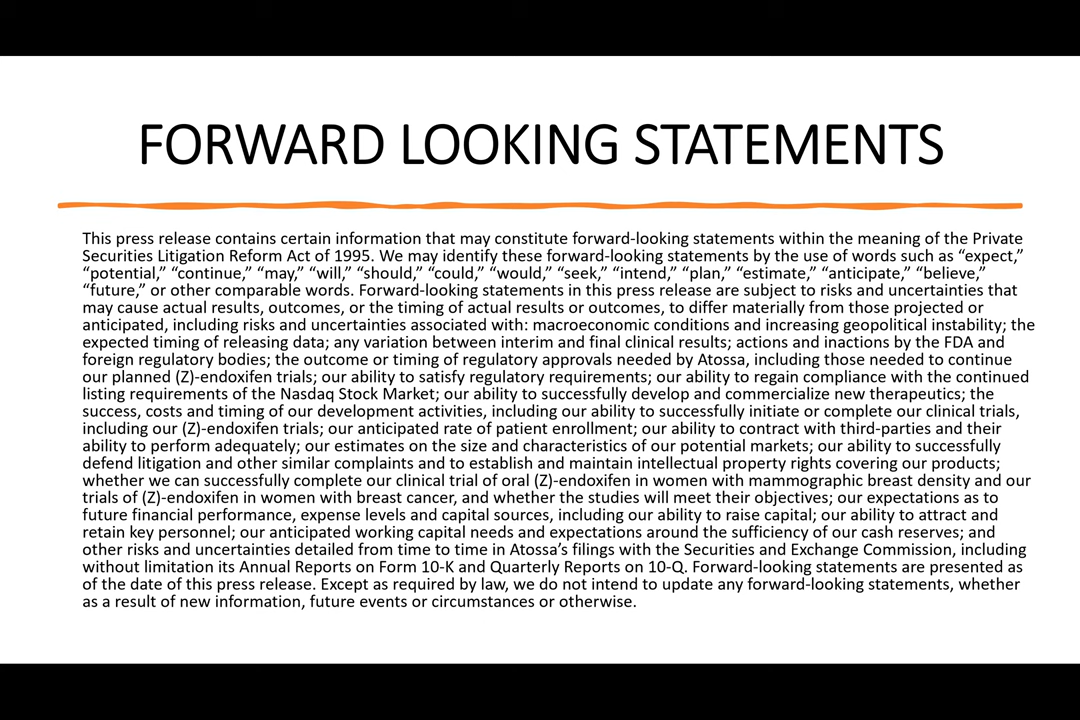 FORWARD LOOKING STATEMENTS
This press release contains certain information that may constitute forward-looking statements within the meaning of the Private
Securities Litigation Reform Act of 1995. We may identify these forward-looking statements by the use of words such as “expect,”
“potential,” “continue,” “may,” “will,” “should,” “could,” “would,” “seek,” “intend,” “plan,” “estimate,” “anticipate,” “believe,”
“future,” or other comparable words. Forward-looking statements in this press release are subject to risks and uncertainties that
may cause actual results, outcomes, or the timing of actual results or outcomes, to differ materially from those projected or
anticipated, including risks and uncertainties associated with: macroeconomic conditions and increasing geopolitical instability; the
expected timing of releasing data; any variation between interim and final clinical results; actions and inactions by the FDA and
foreign regulatory bodies; the outcome or timing of regulatory approvals needed by Atossa, including those needed to continue
our planned (Z)-endoxifen trials; our ability to satisfy regulatory requirements; our ability to regain compliance with the continued
listing requirements of the Nasdaq Stock Market; our ability to successfully develop and commercialize new therapeutics; the
success, costs and timing of our development activities, including our ability to successfully initiate or complete our clinical trials,
including our (Z)-endoxifen trials; our anticipated rate of patient enrollment; our ability to contract with third-parties and their
ability to perform adequately; our estimates on the size and characteristics of our potential markets; our ability to successfully
defend litigation and other similar complaints and to establish and maintain intellectual property rights covering our products;
whether we can successfully complete our clinical trial of oral (Z)-endoxifen in women with mammographic breast density and our
trials of (Z)-endoxifen in women with breast cancer, and whether the studies will meet their objectives; our expectations as to
future financial performance, expense levels and capital sources, including our ability to raise capital; our ability to attract and
retain key personnel; our anticipated working capital needs and expectations around the sufficiency of our cash reserves; and
other risks and uncertainties detailed from time to time in Atossa’s filings with the Securities and Exchange Commission, including
without limitation its Annual Reports on Form 10-K and Quarterly Reports on 10-Q. Forward-looking statements are presented as
of the date of this press release. Except as required by law, we do not intend to update any forward-looking statements, whether
as a result of new information, future events or circumstances or otherwise.